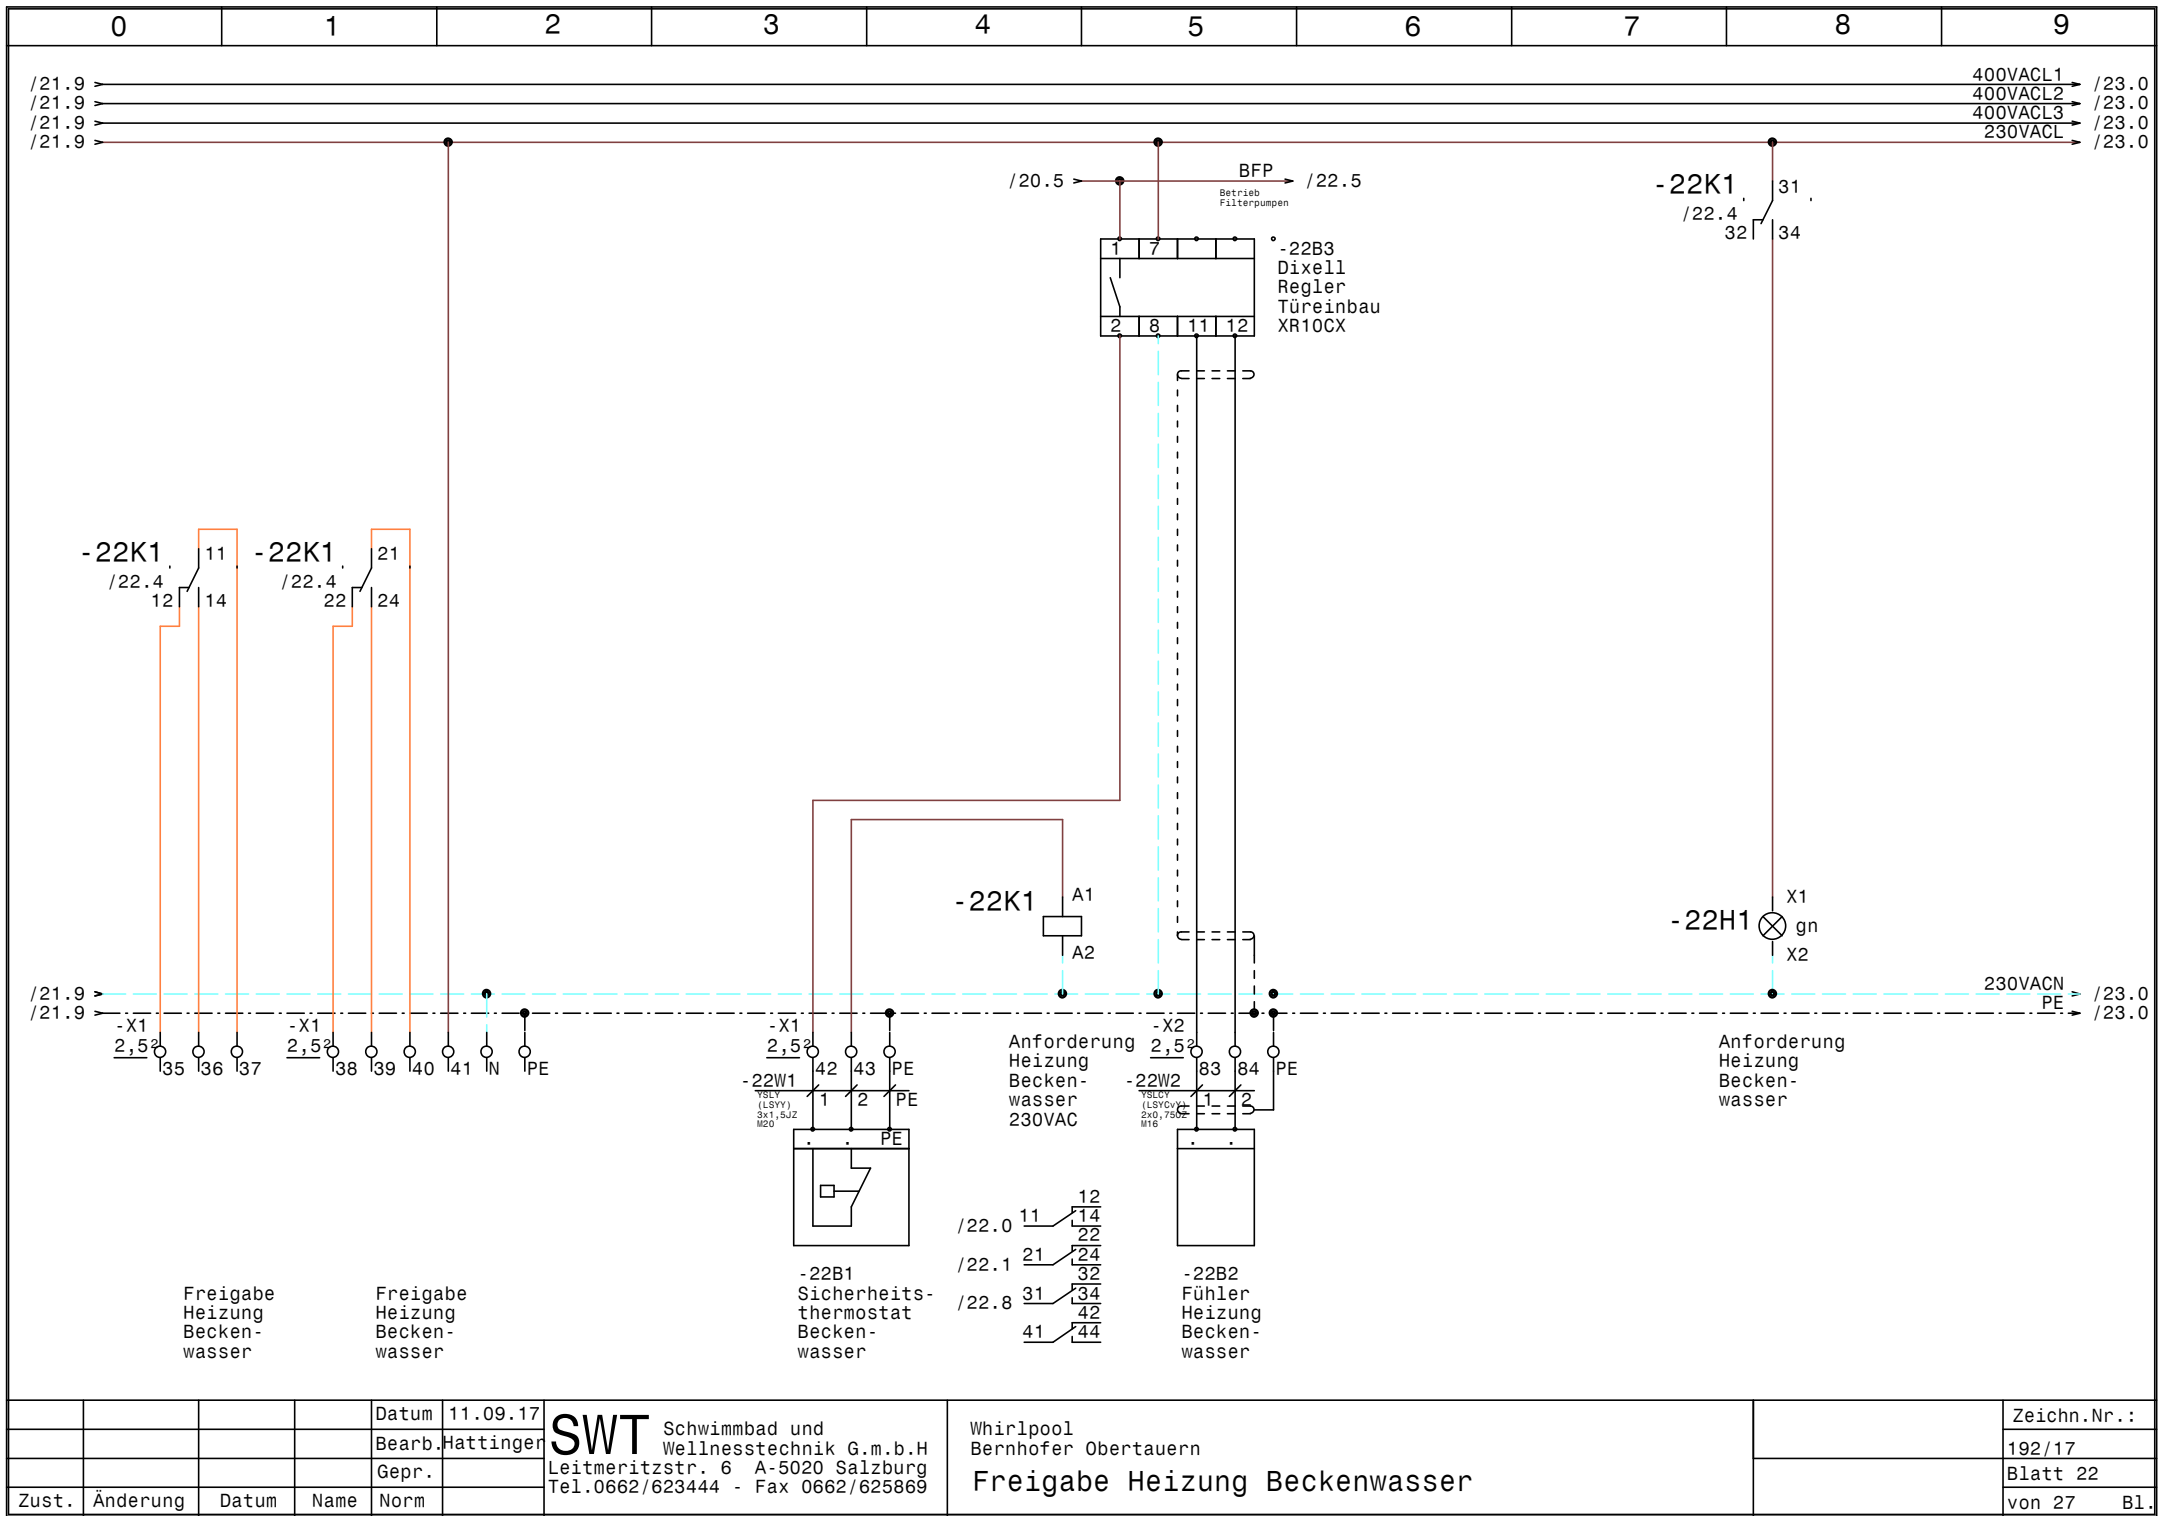 0 1 2 3 4 5 6 7 8 9
/21.9 400VACL1 /23.0
/21.9 400VACL2 /23.0
/21.9 400VACL3 /23.0
/21.9 230VACL /23.0
/20.5 BFP /22.5
Betrieb
Filterpumpen
-22K1 31
/22.4
32 34
1 7
-22B3
Dixell
Regler
Türeinbau
XR10CX
2 8 11 12
-22K1 11
/22.4
12 14
-22K1 21
/22.4
22 24
-22K1 A1
A2
-22H1 X1
gn
X2
/21.9 230VACN /23.0
/21.9 PE /23.0
-X1
2,5²
35 36 37
-X1
2,5²
38 39 40 41 N PE
-X1
2,5²
42 43 PE
-22W1
YSLY
(LSYY)
3x1,5JZ
M20
1 2 PE
PE
Anforderung
Heizung
Becken-
wasser
230VAC
-X2
2,5²
83 84 PE
-22W2
YSLCY
(LSYCvY)
2x0,75OZ
M16
1 2
Anforderung
Heizung
Becken-
wasser
12
/22.0 11 14
22
/22.1 21 24
32
/22.8 31 34
42
41 44
-22B1
Sicherheits-
thermostat
Becken-
wasser
-22B2
Fühler
Heizung
Becken-
wasser
Freigabe
Heizung
Becken-
wasser
Freigabe
Heizung
Becken-
wasser
Datum 11.09.17
Bearb. Hattinger
Gepr.
Zust. Änderung Datum Name Norm
SWT Schwimmbad und
Wellnesstechnik G.m.b.H
Leitmeritzstr. 6 A-5020 Salzburg
Tel.0662/623444 - Fax 0662/625869
Whirlpool
Bernhofer Obertauern
Freigabe Heizung Beckenwasser
Zeichn.Nr.:
192/17
Blatt 22
von 27 Bl.